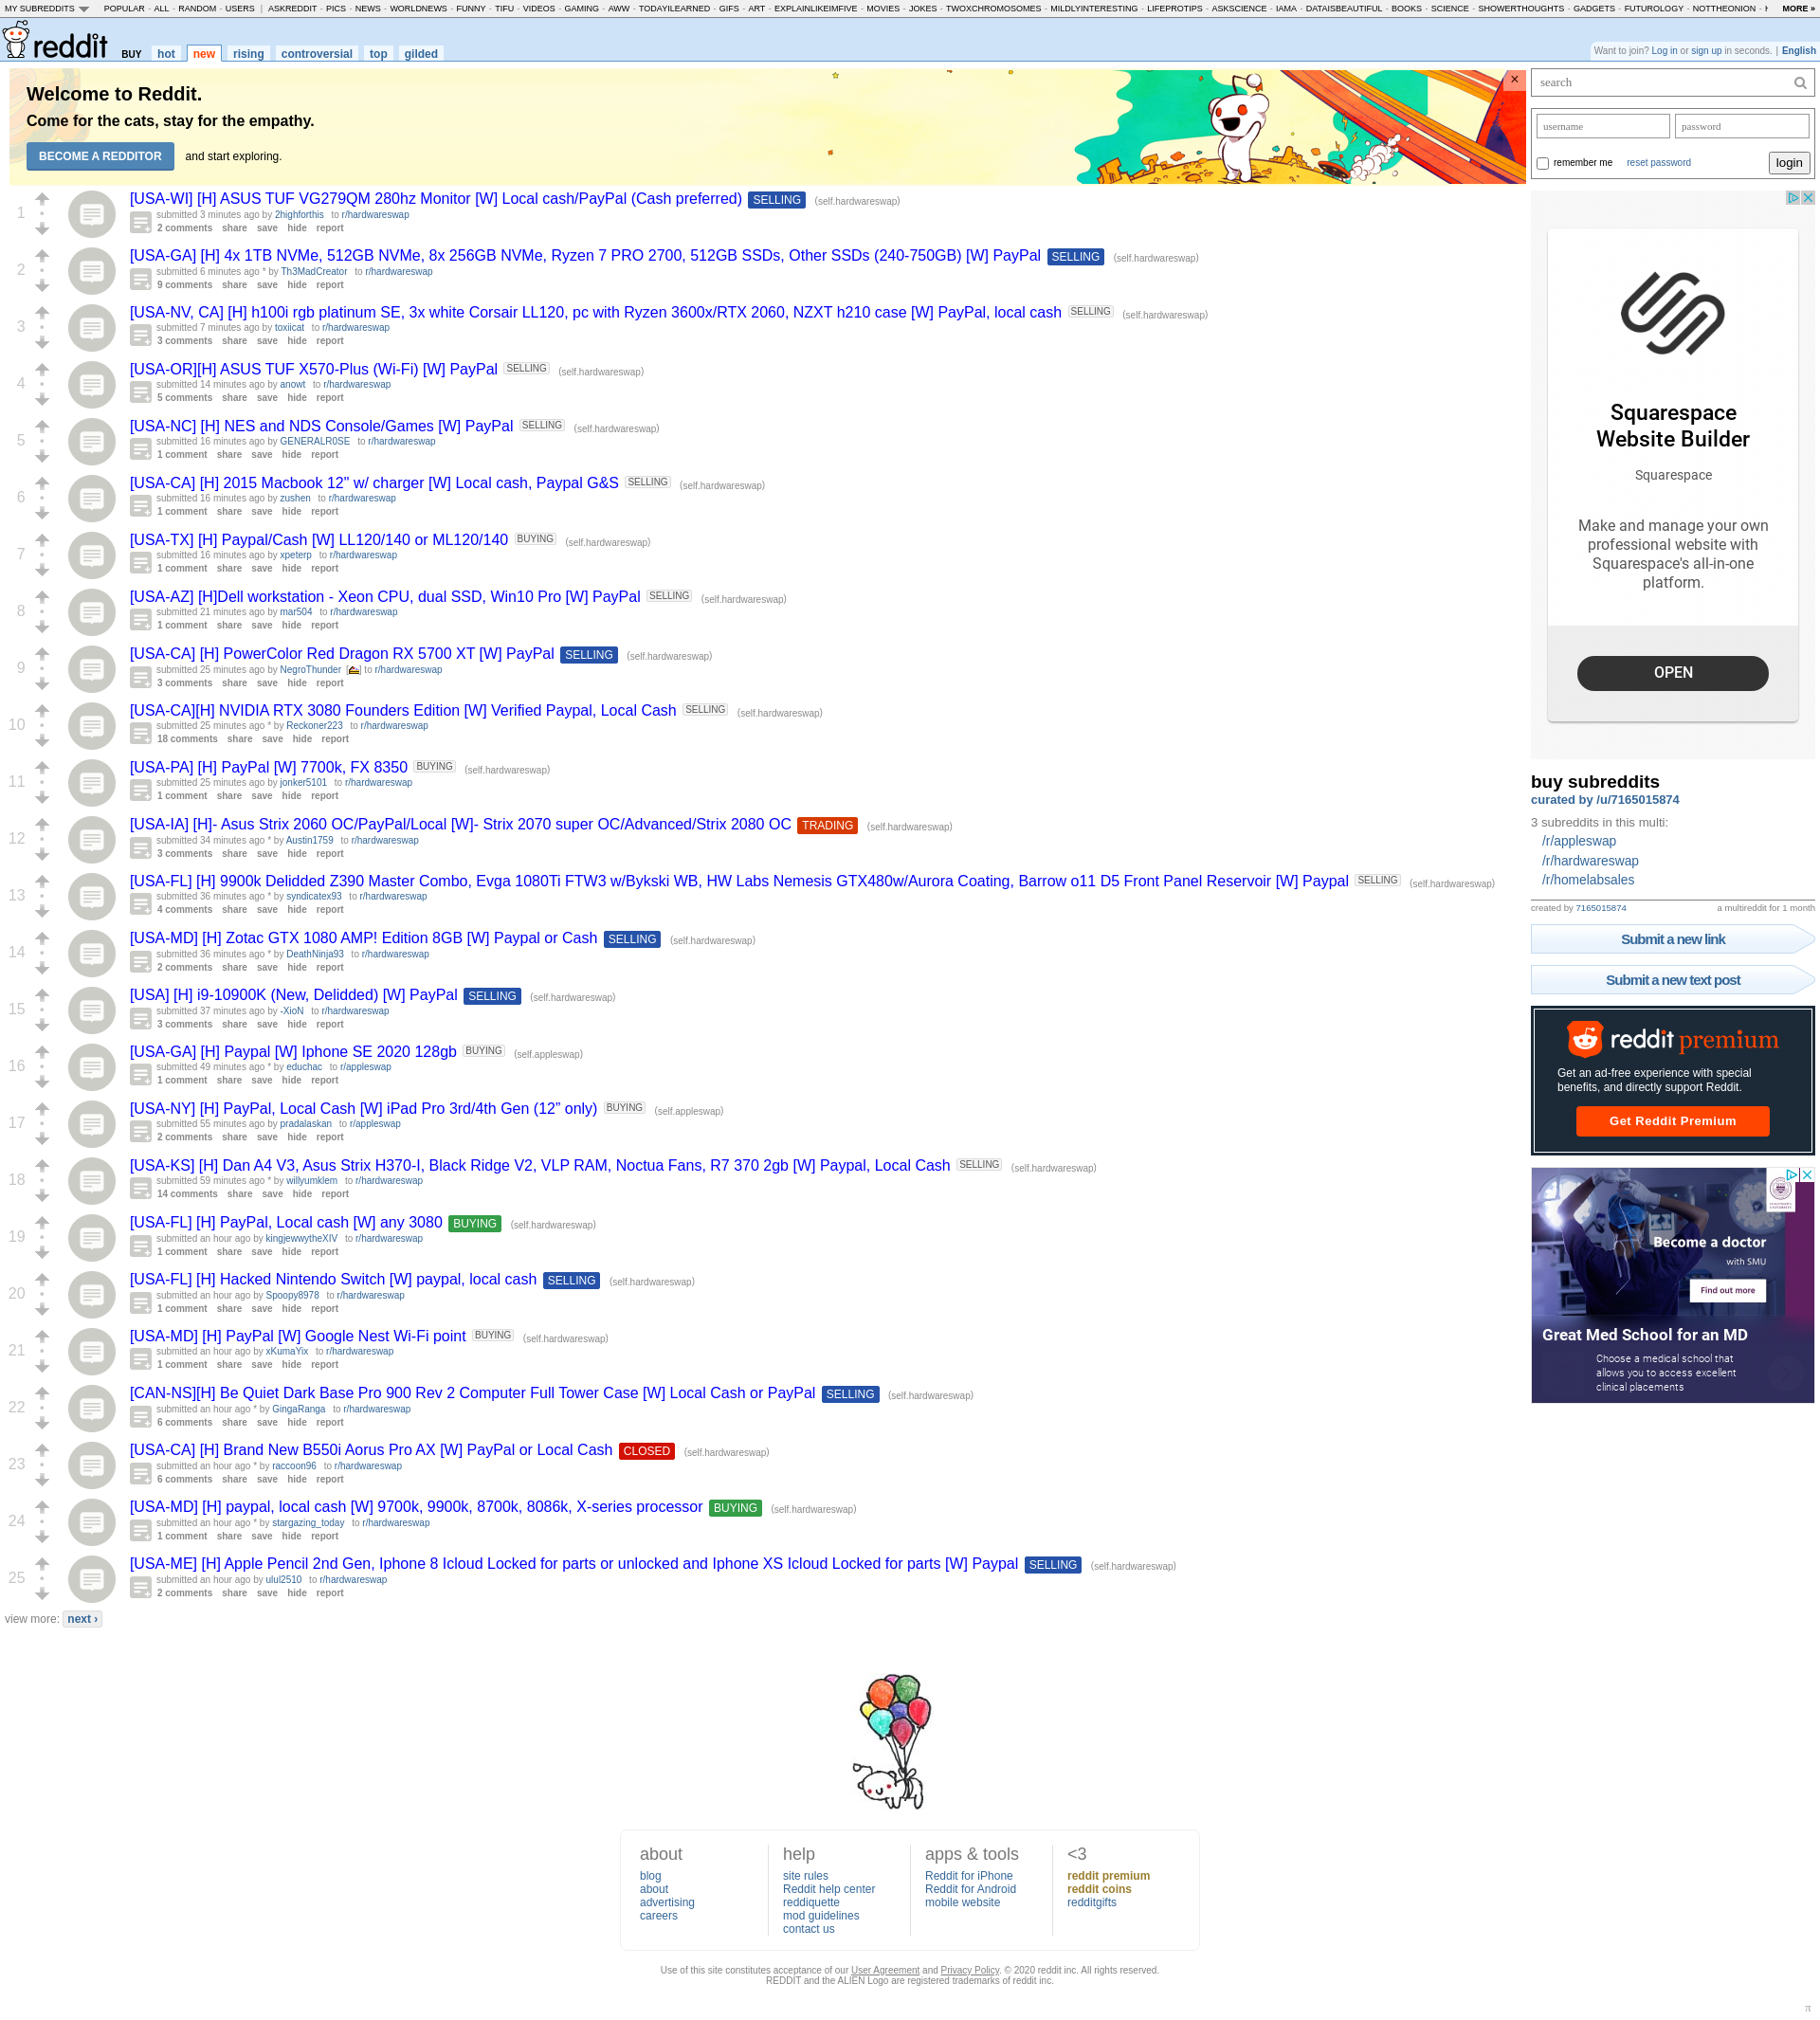 MY SUBREDDITS POPULAR - ALL - RANDOM - USERS | ASKREDDIT - PICS - NEWS - WORLDNEWS - FUNNY - TIFU - VIDEOS - GAMING - AWW - TODAYILEARNED - GIFS - ART - EXPLAINLIKEIMFIVE - MOVIES - JOKES - TWOXCHROMOSOMES - MILDLYINTERESTING - LIFEPROTIPS - ASKSCIENCE - IAMA - DATAISBEAUTIFUL - BOOKS - SCIENCE - SHOWERTHOUGHTS - GADGETS - FUTUROLOGY - NOTTHEONION - MORE »
reddit BUY hot new rising controversial top gilded
Want to join? Log in or sign up in seconds. | English
Welcome to Reddit.
Come for the cats, stay for the empathy.
BECOME A REDDITOR and start exploring.
×
1
[USA-WI] [H] ASUS TUF VG279QM 280hz Monitor [W] Local cash/PayPal (Cash preferred) SELLING (self.hardwareswap)
submitted 3 minutes ago by 2highforthis to r/hardwareswap
2 comments share save hide report
2
[USA-GA] [H] 4x 1TB NVMe, 512GB NVMe, 8x 256GB NVMe, Ryzen 7 PRO 2700, 512GB SSDs, Other SSDs (240-750GB) [W] PayPal SELLING (self.hardwareswap)
submitted 6 minutes ago * by Th3MadCreator to r/hardwareswap
9 comments share save hide report
3
[USA-NV, CA] [H] h100i rgb platinum SE, 3x white Corsair LL120, pc with Ryzen 3600x/RTX 2060, NZXT h210 case [W] PayPal, local cash SELLING (self.hardwareswap)
submitted 7 minutes ago by toxiicat to r/hardwareswap
3 comments share save hide report
4
[USA-OR][H] ASUS TUF X570-Plus (Wi-Fi) [W] PayPal SELLING (self.hardwareswap)
submitted 14 minutes ago by anowt to r/hardwareswap
5 comments share save hide report
5
[USA-NC] [H] NES and NDS Console/Games [W] PayPal SELLING (self.hardwareswap)
submitted 16 minutes ago by GENERALR0SE to r/hardwareswap
1 comment share save hide report
6
[USA-CA] [H] 2015 Macbook 12" w/ charger [W] Local cash, Paypal G&S SELLING (self.hardwareswap)
submitted 16 minutes ago by zushen to r/hardwareswap
1 comment share save hide report
7
[USA-TX] [H] Paypal/Cash [W] LL120/140 or ML120/140 BUYING (self.hardwareswap)
submitted 16 minutes ago by xpeterp to r/hardwareswap
1 comment share save hide report
8
[USA-AZ] [H]Dell workstation - Xeon CPU, dual SSD, Win10 Pro [W] PayPal SELLING (self.hardwareswap)
submitted 21 minutes ago by mar504 to r/hardwareswap
1 comment share save hide report
9
[USA-CA] [H] PowerColor Red Dragon RX 5700 XT [W] PayPal SELLING (self.hardwareswap)
submitted 25 minutes ago by NegroThunder [] to r/hardwareswap
3 comments share save hide report
10
[USA-CA][H] NVIDIA RTX 3080 Founders Edition [W] Verified Paypal, Local Cash SELLING (self.hardwareswap)
submitted 25 minutes ago * by Reckoner223 to r/hardwareswap
18 comments share save hide report
11
[USA-PA] [H] PayPal [W] 7700k, FX 8350 BUYING (self.hardwareswap)
submitted 25 minutes ago by jonker5101 to r/hardwareswap
1 comment share save hide report
12
[USA-IA] [H]- Asus Strix 2060 OC/PayPal/Local [W]- Strix 2070 super OC/Advanced/Strix 2080 OC TRADING (self.hardwareswap)
submitted 34 minutes ago * by Austin1759 to r/hardwareswap
3 comments share save hide report
13
[USA-FL] [H] 9900k Delidded Z390 Master Combo, Evga 1080Ti FTW3 w/Bykski WB, HW Labs Nemesis GTX480w/Aurora Coating, Barrow o11 D5 Front Panel Reservoir [W] Paypal SELLING (self.hardwareswap)
submitted 36 minutes ago * by syndicatex93 to r/hardwareswap
4 comments share save hide report
14
[USA-MD] [H] Zotac GTX 1080 AMP! Edition 8GB [W] Paypal or Cash SELLING (self.hardwareswap)
submitted 36 minutes ago * by DeathNinja93 to r/hardwareswap
2 comments share save hide report
15
[USA] [H] i9-10900K (New, Delidded) [W] PayPal SELLING (self.hardwareswap)
submitted 37 minutes ago by -XioN to r/hardwareswap
3 comments share save hide report
16
[USA-GA] [H] Paypal [W] Iphone SE 2020 128gb BUYING (self.appleswap)
submitted 49 minutes ago * by educhac to r/appleswap
1 comment share save hide report
17
[USA-NY] [H] PayPal, Local Cash [W] iPad Pro 3rd/4th Gen (12” only) BUYING (self.appleswap)
submitted 55 minutes ago by pradalaskan to r/appleswap
2 comments share save hide report
18
[USA-KS] [H] Dan A4 V3, Asus Strix H370-I, Black Ridge V2, VLP RAM, Noctua Fans, R7 370 2gb [W] Paypal, Local Cash SELLING (self.hardwareswap)
submitted 59 minutes ago * by willyumklem to r/hardwareswap
14 comments share save hide report
19
[USA-FL] [H] PayPal, Local cash [W] any 3080 BUYING (self.hardwareswap)
submitted an hour ago by kingjewwytheXIV to r/hardwareswap
1 comment share save hide report
20
[USA-FL] [H] Hacked Nintendo Switch [W] paypal, local cash SELLING (self.hardwareswap)
submitted an hour ago by Spoopy8978 to r/hardwareswap
1 comment share save hide report
21
[USA-MD] [H] PayPal [W] Google Nest Wi-Fi point BUYING (self.hardwareswap)
submitted an hour ago by xKumaYix to r/hardwareswap
1 comment share save hide report
22
[CAN-NS][H] Be Quiet Dark Base Pro 900 Rev 2 Computer Full Tower Case [W] Local Cash or PayPal SELLING (self.hardwareswap)
submitted an hour ago * by GingaRanga to r/hardwareswap
6 comments share save hide report
23
[USA-CA] [H] Brand New B550i Aorus Pro AX [W] PayPal or Local Cash CLOSED (self.hardwareswap)
submitted an hour ago * by raccoon96 to r/hardwareswap
6 comments share save hide report
24
[USA-MD] [H] paypal, local cash [W] 9700k, 9900k, 8700k, 8086k, X-series processor BUYING (self.hardwareswap)
submitted an hour ago * by stargazing_today to r/hardwareswap
1 comment share save hide report
25
[USA-ME] [H] Apple Pencil 2nd Gen, Iphone 8 Icloud Locked for parts or unlocked and Iphone XS Icloud Locked for parts [W] Paypal SELLING (self.hardwareswap)
submitted an hour ago by ulul2510 to r/hardwareswap
2 comments share save hide report
view more: next ›
search
username password
remember me reset password login
Squarespace
Website Builder
Squarespace
Make and manage your own
professional website with
Squarespace's all-in-one
platform.
OPEN
buy subreddits
curated by /u/7165015874
3 subreddits in this multi:
/r/appleswap
/r/hardwareswap
/r/homelabsales
created by 7165015874 a multireddit for 1 month
Submit a new link
Submit a new text post
reddit premium
Get an ad-free experience with special
benefits, and directly support Reddit.
Get Reddit Premium
Become a doctor
with SMU
Find out more
Great Med School for an MD
Choose a medical school that
allows you to access excellent
clinical placements
about
blog
about
advertising
careers
help
site rules
Reddit help center
reddiquette
mod guidelines
contact us
apps & tools
Reddit for iPhone
Reddit for Android
mobile website
<3
reddit premium
reddit coins
redditgifts
Use of this site constitutes acceptance of our User Agreement and Privacy Policy. © 2020 reddit inc. All rights reserved.
REDDIT and the ALIEN Logo are registered trademarks of reddit inc.
π